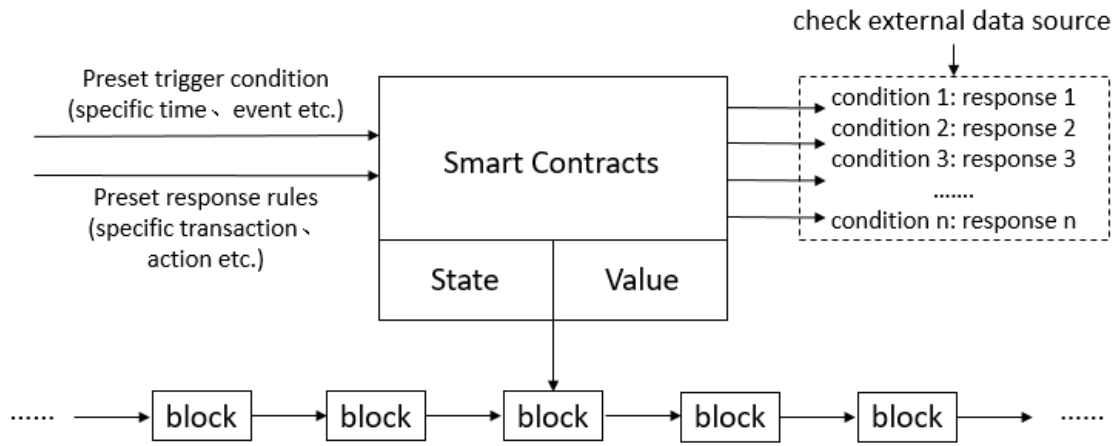 check external data source
Preset trigger condition
(specific time、event etc.)
Preset response rules
(specific transaction、
action etc.)
Smart Contracts
State
Value
condition 1: response 1
condition 2: response 2
condition 3: response 3
.......
condition n: response n
......
block
block
block
block
block
......